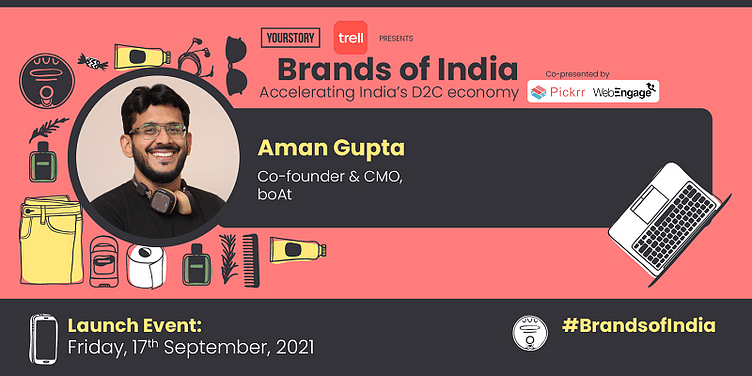 YOURSTORY trell PRESENTS
Brands of India
Accelerating India's D2C economy
Co-presented by
Pickrr WebEngage
Aman Gupta
Co-founder & CMO,
boAt
Launch Event:
Friday, 17th September, 2021
#BrandsofIndia